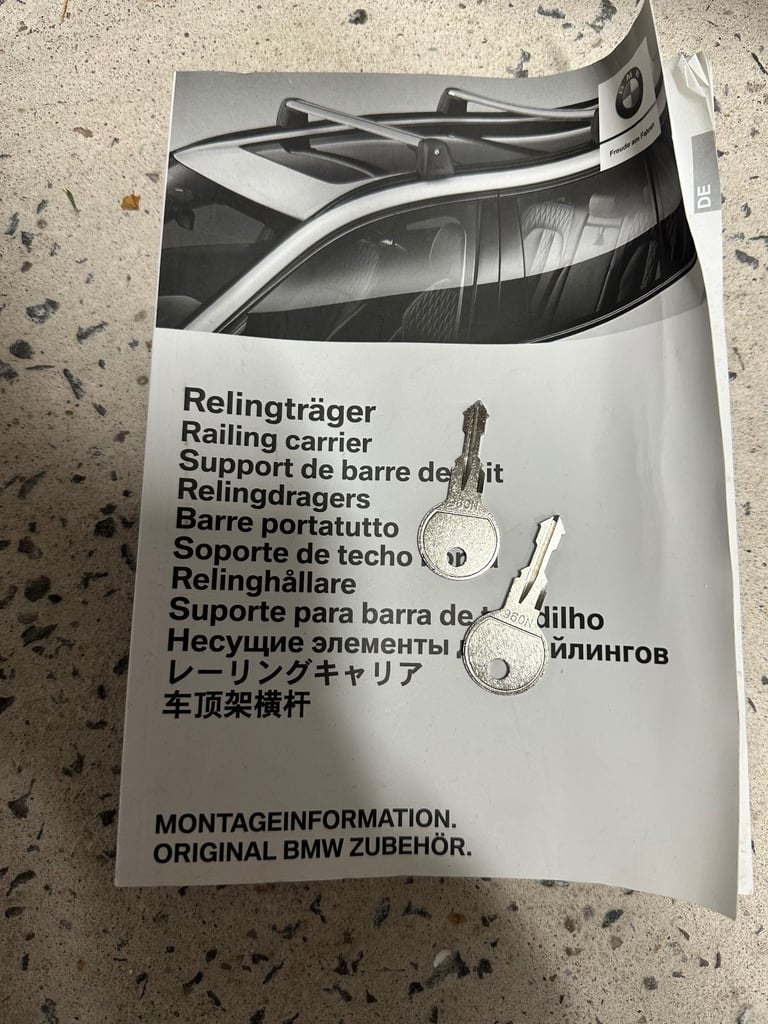 BMW
Freude am Fahren
DE
Relingträger
Railing carrier
Support de barre de
Relingdragers
Barre portatutto
Soporte de techo
Relinghållare
Suporte para barra de
Несущие элементы
レーリングキャリア
车顶架横杆
MONTAGEINFORMATION.
ORIGINAL BMW ZUBEHÖR.